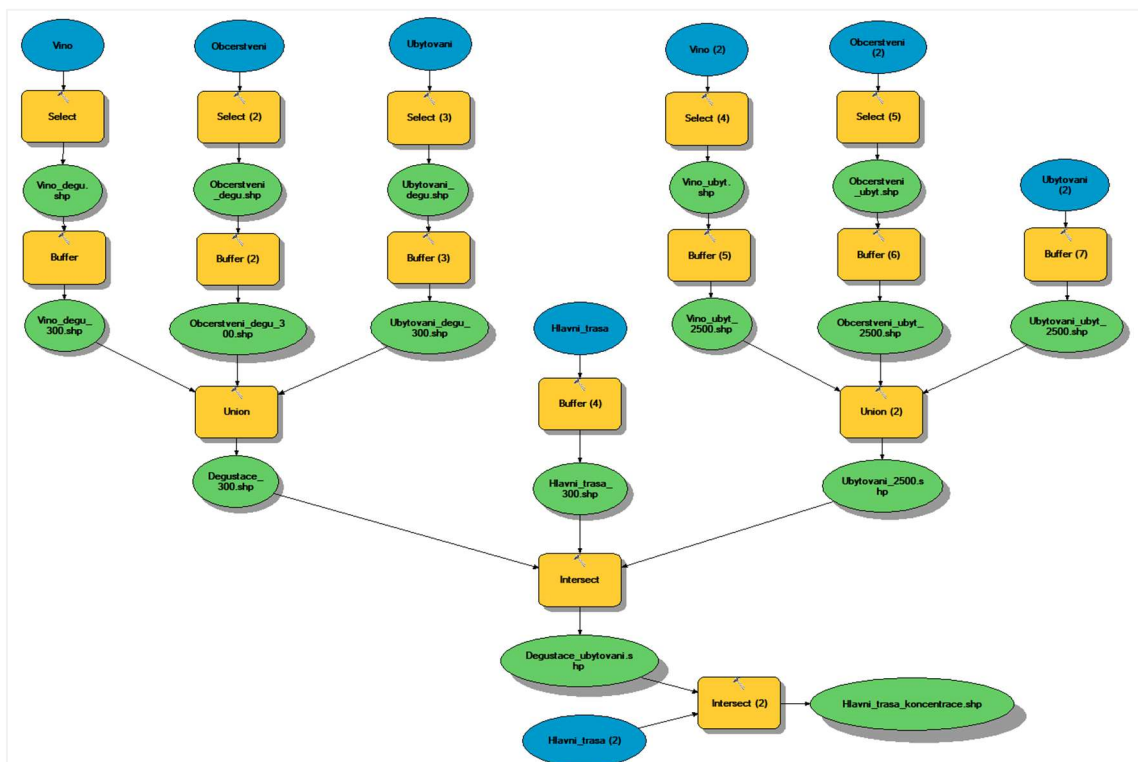 Vino
Obcerstveni
Ubytovani
Vino (2)
Obcerstveni
(2)
Select
Select (2)
Select (3)
Select (4)
Select (5)
Vino_degu.
shp
Obcerstveni
_degu.shp
Ubytovani_
degu.shp
Vino_ubyt.
shp
Obcerstveni
_ubyt.shp
Ubytovani
(2)
Buffer
Buffer (2)
Buffer (3)
Buffer (5)
Buffer (6)
Buffer (7)
Vino_degu_
300.shp
Obcerstveni_degu_3
00.shp
Ubytovani_degu_
300.shp
Hlavni_trasa
Vino_ubyt_
2500.shp
Obcerstveni_ubyt_
2500.shp
Ubytovani_ubyt_
2500.shp
Union
Buffer (4)
Union (2)
Degustace_
300.shp
Hlavni_trasa_
300.shp
Ubytovani_2500.s
hp
Intersect
Degustace_ubytovani.s
hp
Intersect (2)
Hlavni_trasa_koncentrace.shp
Hlavni_trasa (2)